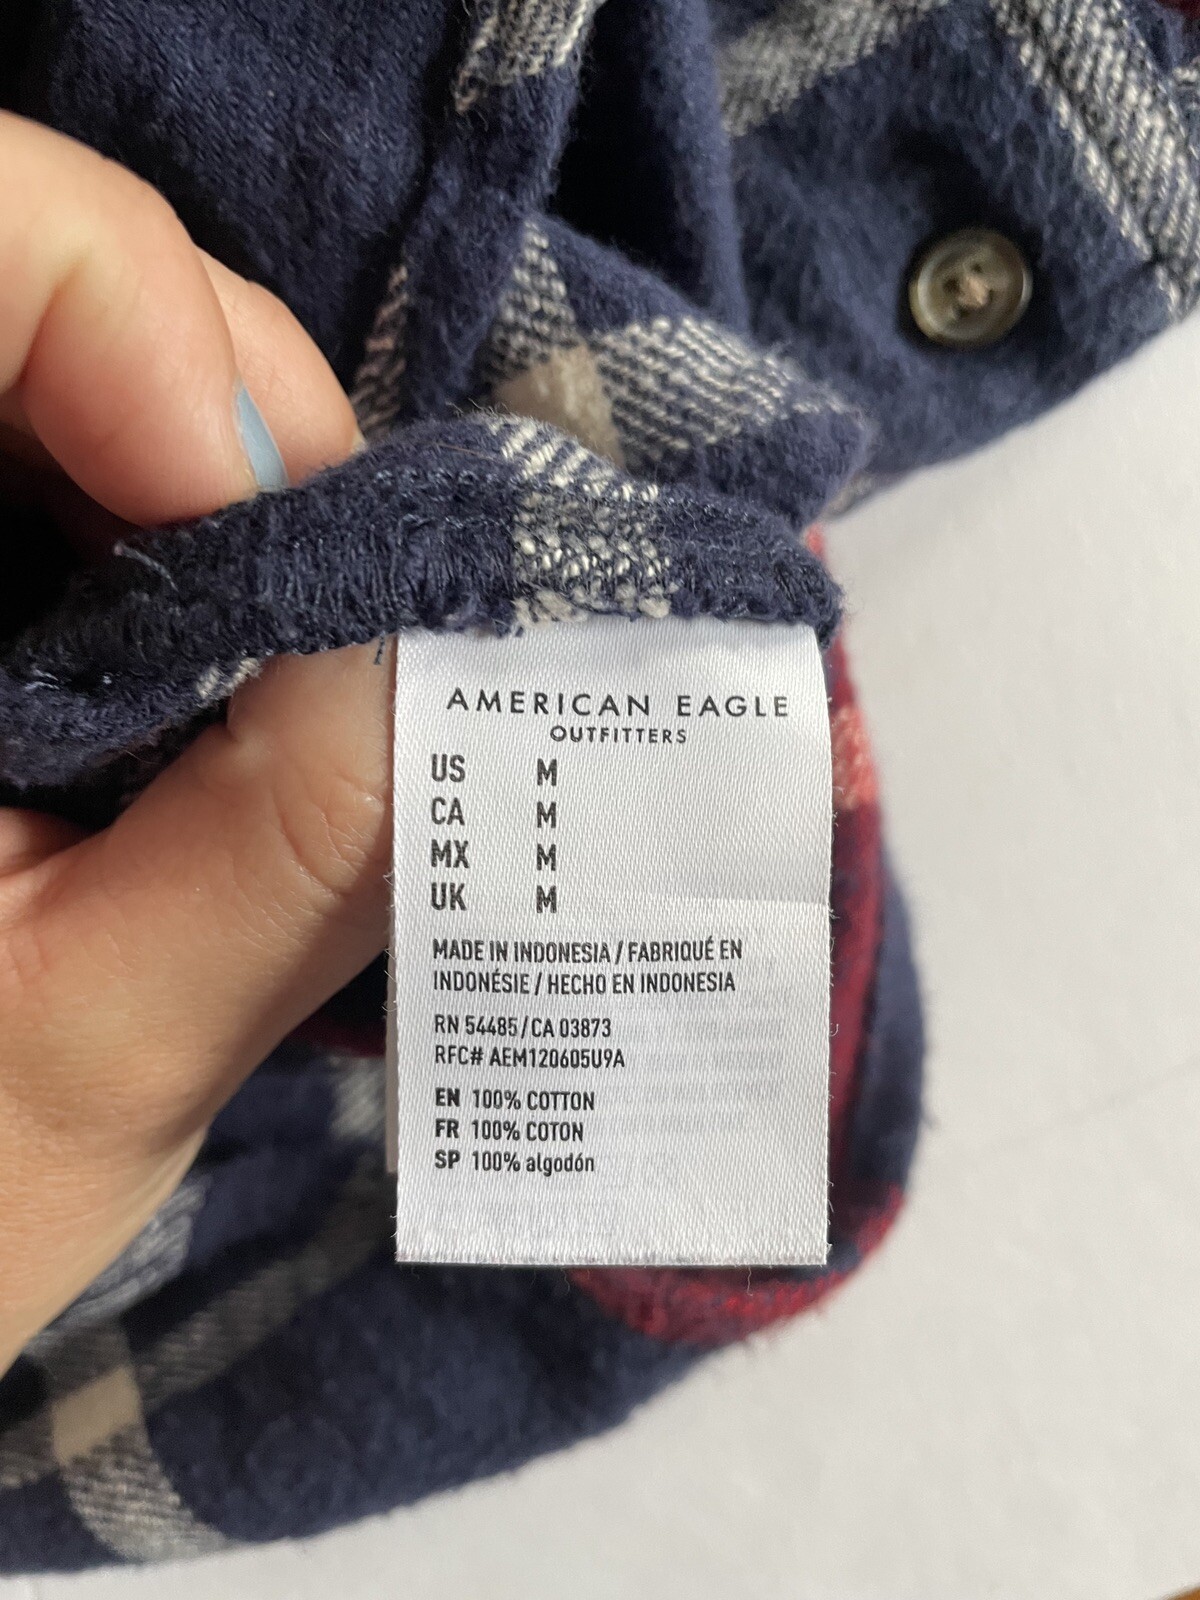 AMERICAN EAGLE
OUTFITTERS
US M
CA M
MX M
UK M
MADE IN INDONESIA / FABRIQUÉ EN
INDONÉSIE / HECHO EN INDONESIA
RN 54485 / CA 03873
RFC# AEM120605U9A
EN 100% COTTON
FR 100% COTON
SP 100% algodón